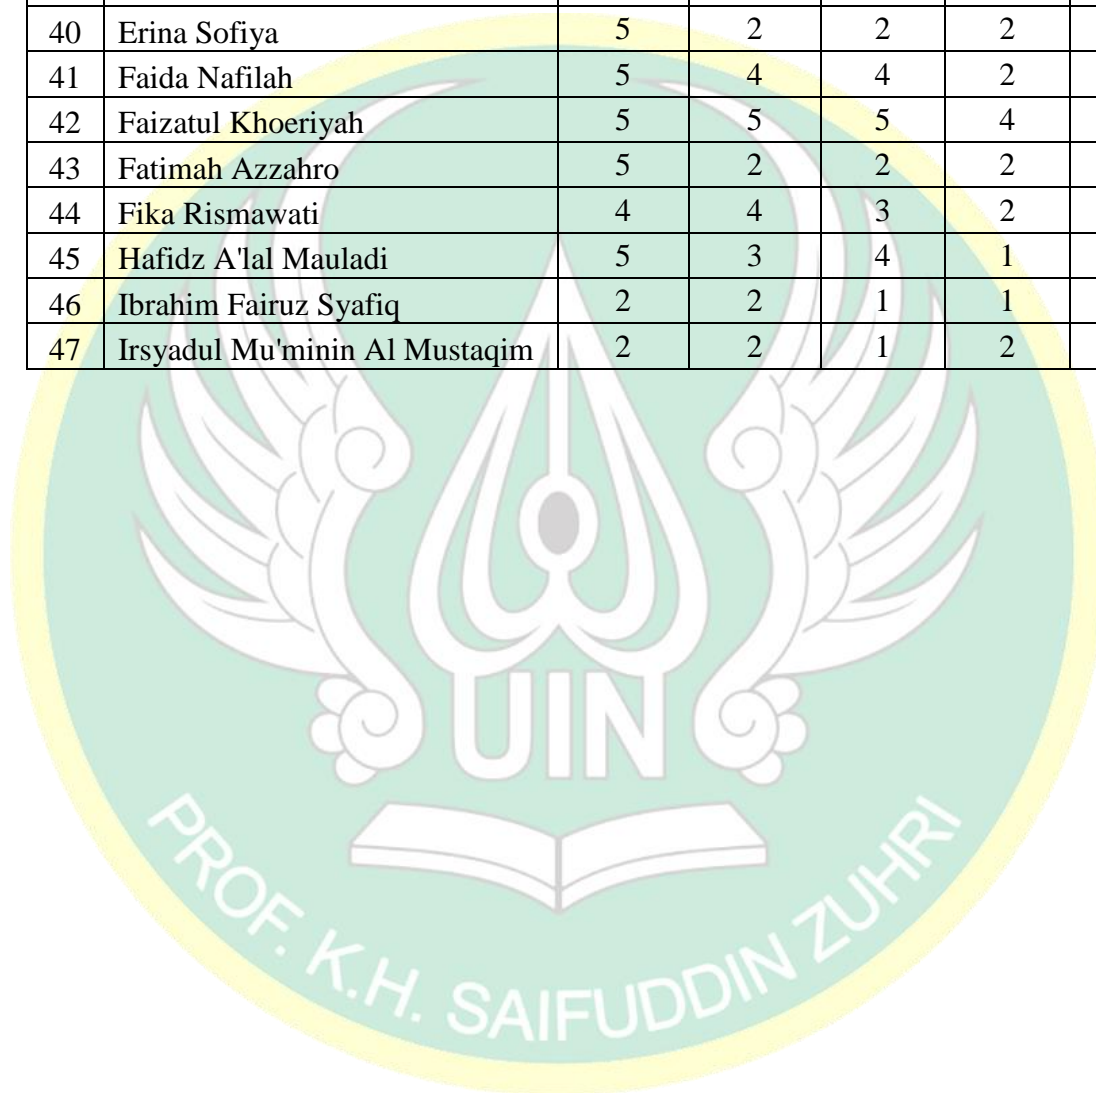 40 Erina Sofiya 5 2 2 2
41 Faida Nafilah 5 4 4 2
42 Faizatul Khoeriyah 5 5 5 4
43 Fatimah Azzahro 5 2 2 2
44 Fika Rismawati 4 4 3 2
45 Hafidz A'lal Mauladi 5 3 4 1
46 Ibrahim Fairuz Syafiq 2 2 1 1
47 Irsyadul Mu'minin Al Mustaqim 2 2 1 2
UIN
PROF. K.H. SAIFUDDIN ZUHRI